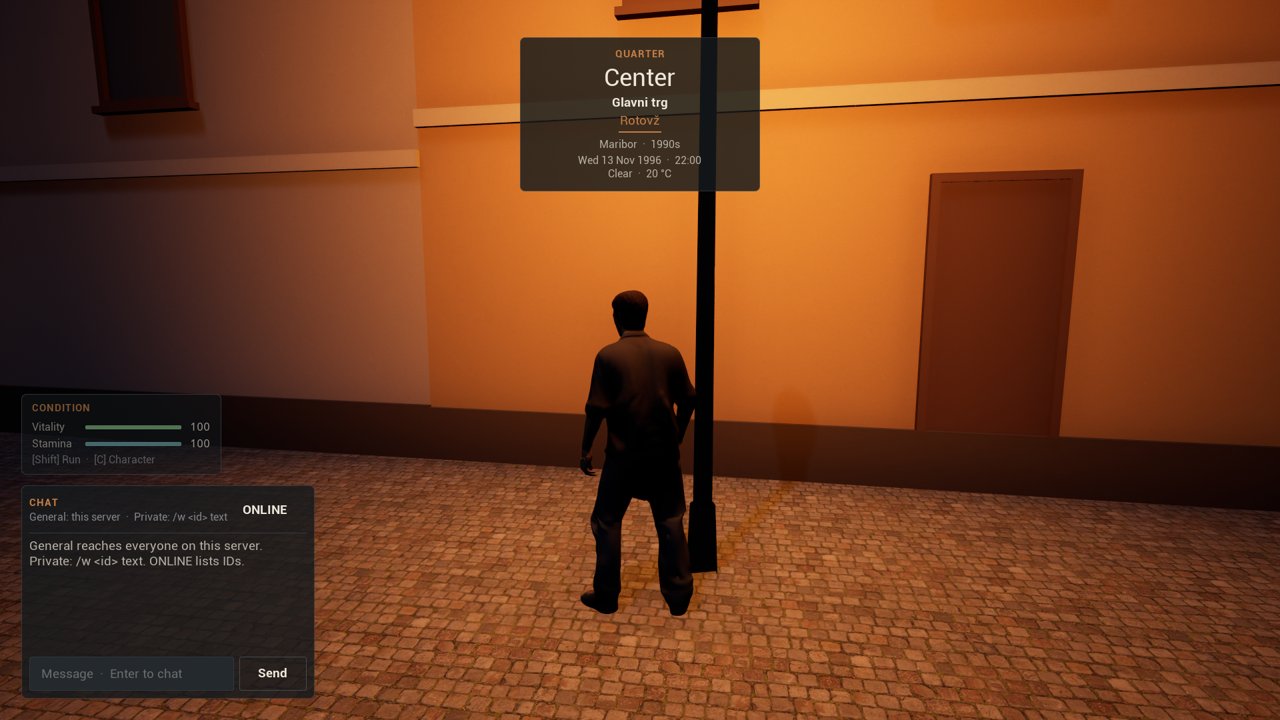 QUARTER
Center
Glavni trg
Rotovž
Maribor · 1990s
Wed 13 Nov 1996 · 22:00
Clear · 20 °C
CONDITION
Vitality 100
Stamina 100
[Shift] Run · [C] Character
CHAT
General: this server · Private: /w <id> text
ONLINE
General reaches everyone on this server.
Private: /w <id> text. ONLINE lists IDs.
Message · Enter to chat
Send